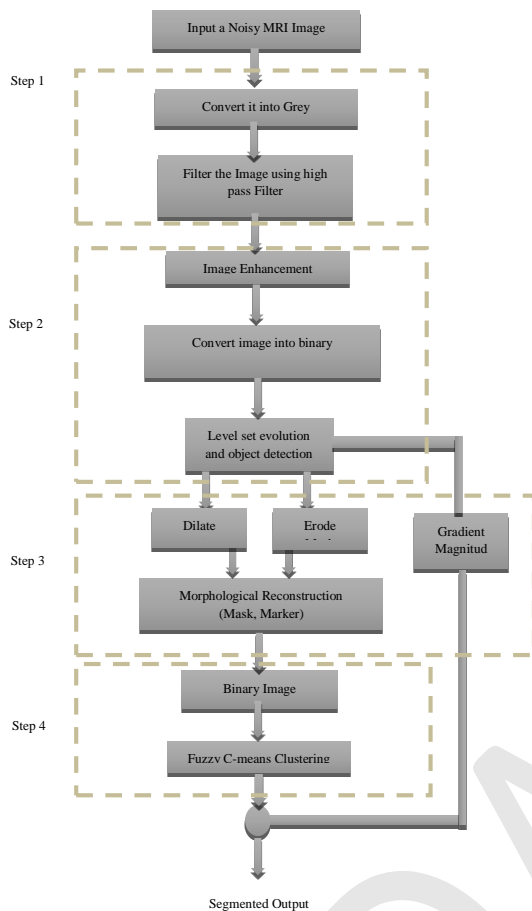 Input a Noisy MRI Image
Step 1
Convert it into Grey
Filter the Image using high
pass Filter
Image Enhancement
Step 2
Convert image into binary
Level set evolution
and object detection
Dilate
Erode
Gradient
Magnitud
Step 3
Morphological Reconstruction
(Mask, Marker)
Binary Image
Step 4
Fuzzy C-means Clustering
Segmented Output